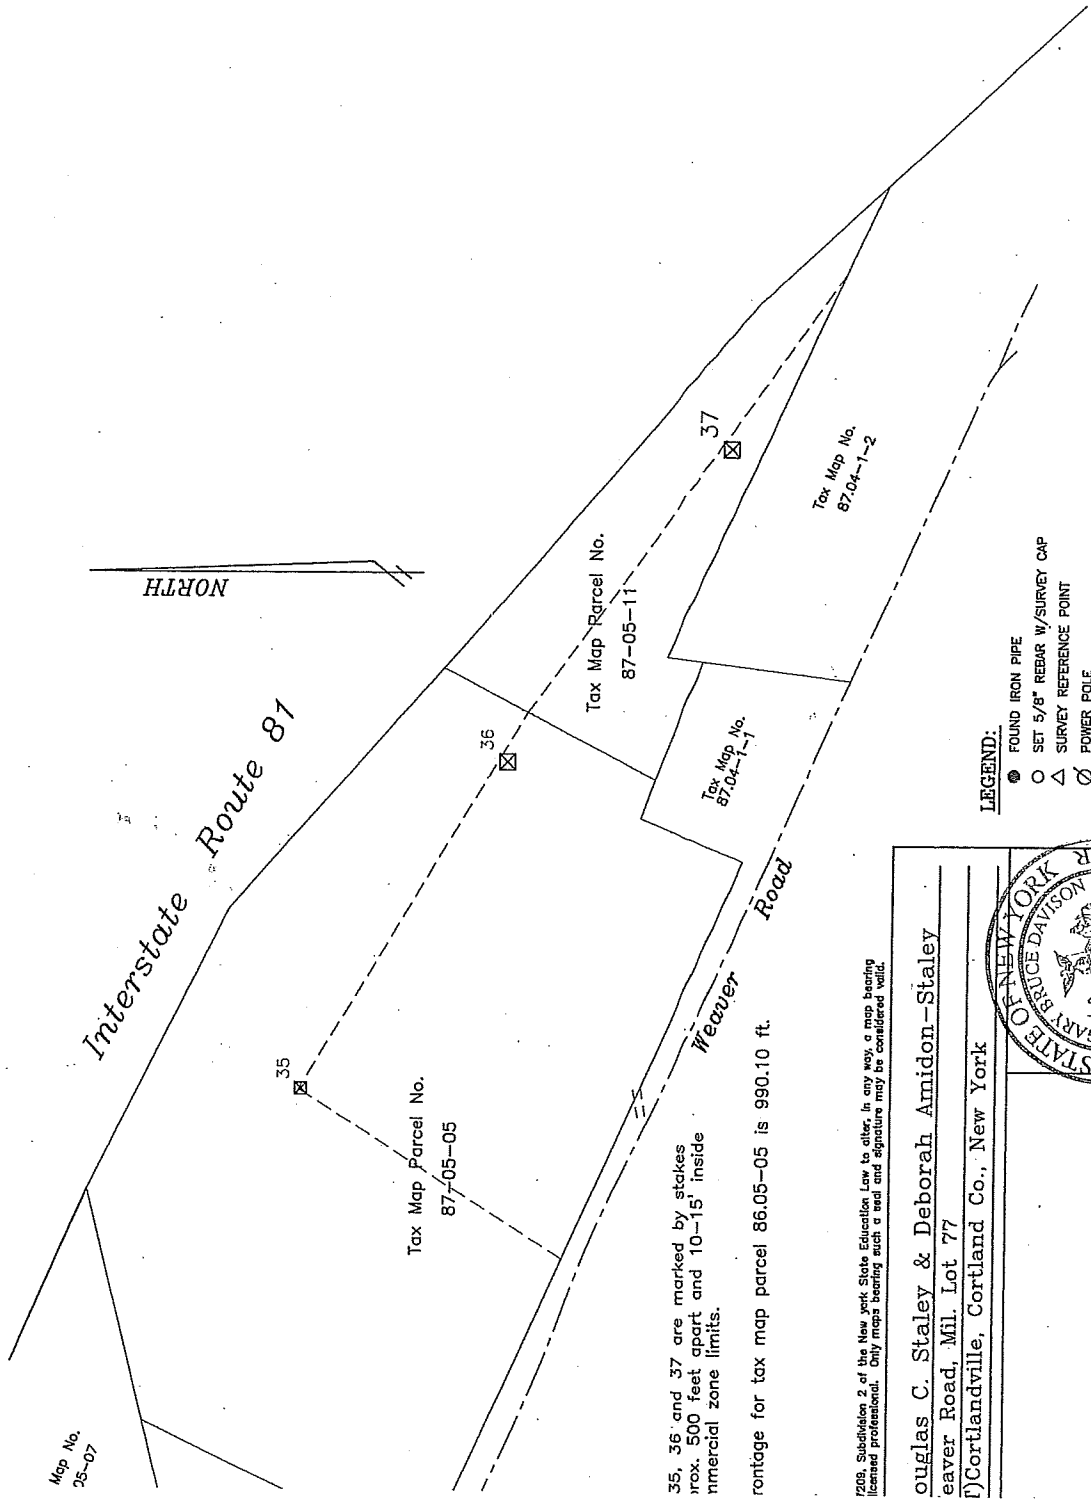 Map No.
05-07
Interstate Route 81
NORTH
35
36
37
Tax Map Parcel No.
87-05-05
Tax Map Parcel No.
87-05-11
Tax Map No.
87.04-1-1
Tax Map No.
87.04-1-2
Weaver Road
35, 36 and 37 are marked by stakes
rox. 500 feet apart and 10-15' inside
mmercial zone limits.
rontage for tax map parcel 86.05-05 is 990.10 ft.
7209, Subdivision 2 of the New york State Education Law to alter, in any way, a map bearing
licensed professional. Only maps bearing such a seal and signature may be considered valid.
ouglas C. Staley & Deborah Amidon-Staley
eaver Road, Mil. Lot 77
T)Cortlandville, Cortland Co., New York
STATE OF NEW YORK
GARY BRUCE DAVISON
LEGEND:
FOUND IRON PIPE
SET 5/8" REBAR W/SURVEY CAP
SURVEY REFERENCE POINT
POWER POLE